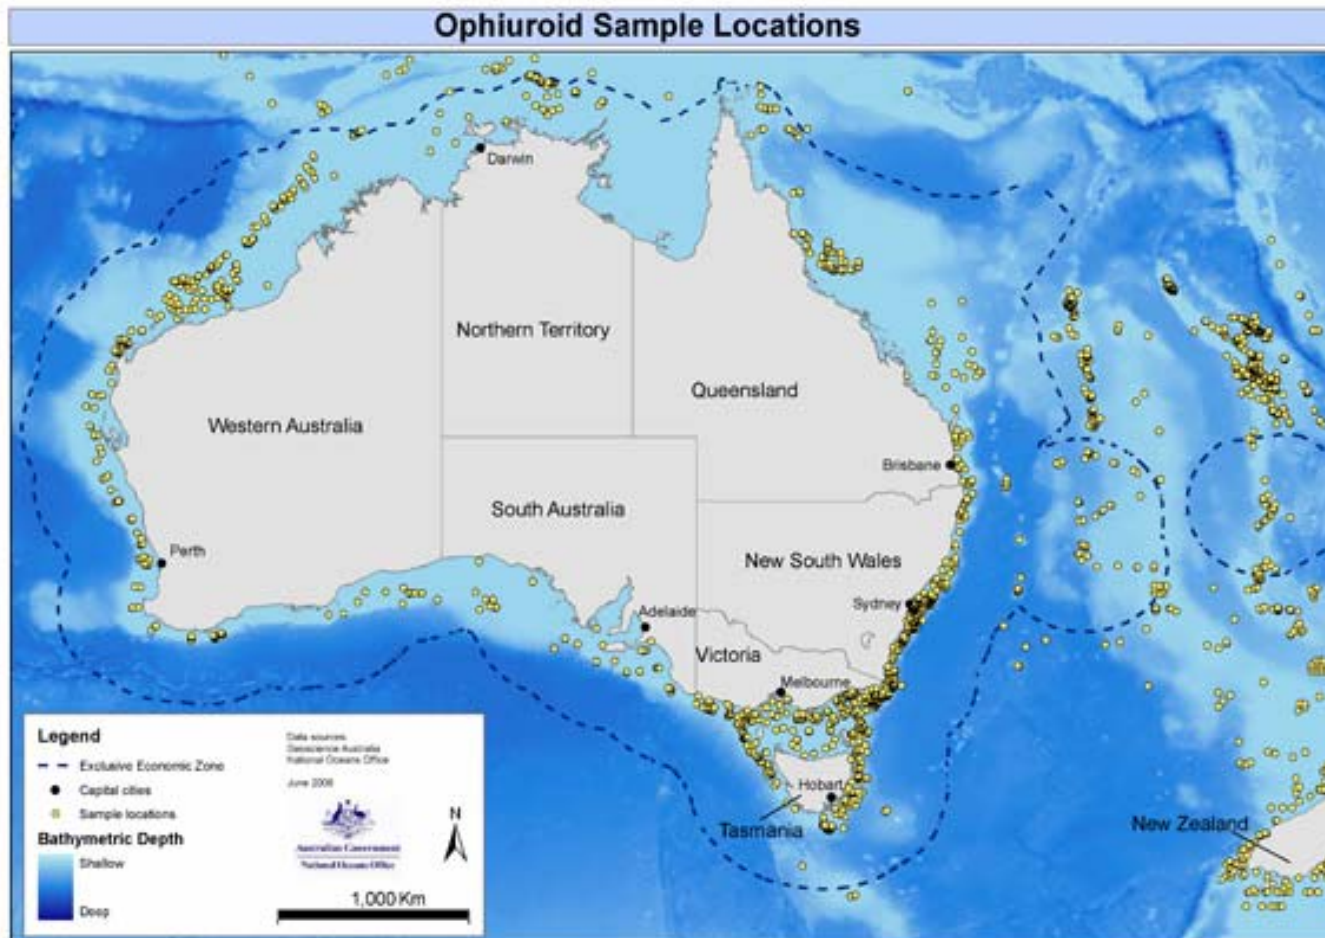 Ophiuroid Sample Locations
Darwin
Northern Territory
Queensland
Western Australia
Brisbane
South Australia
Perth
New South Wales
Sydney
Adelaide
Victoria
Melbourne
Hobart
Tasmania
New Zealand
Legend
Exclusive Economic Zone
Capital cities
Sample locations
Bathymetric Depth
Shallow
Deep
Data sources:
Geoscience Australia
National Oceans Office
June 2006
Australian Government
National Oceans Office
N
1,000 Km